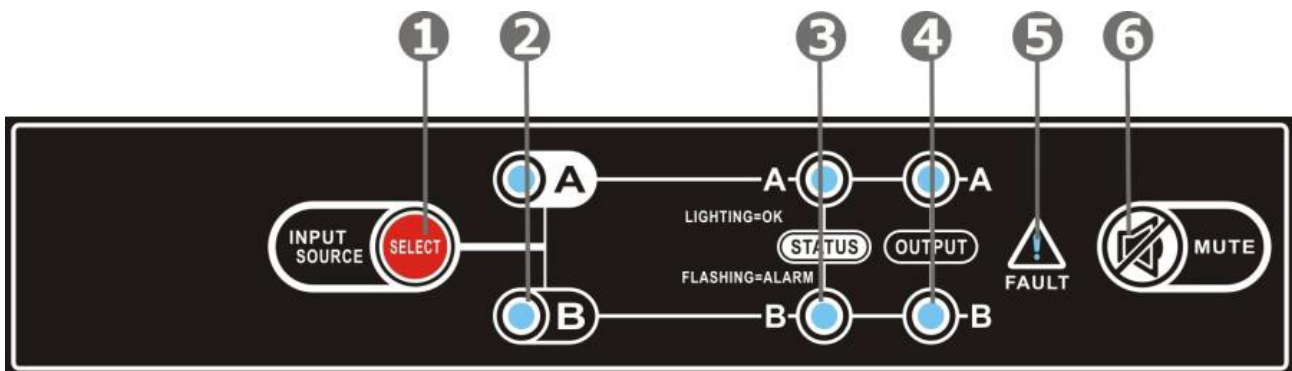 1 2 3 4 5 6
A A A
INPUT SOURCE SELECT LIGHTING=OK STATUS OUTPUT FAULT MUTE
FLASHING=ALARM
B B B